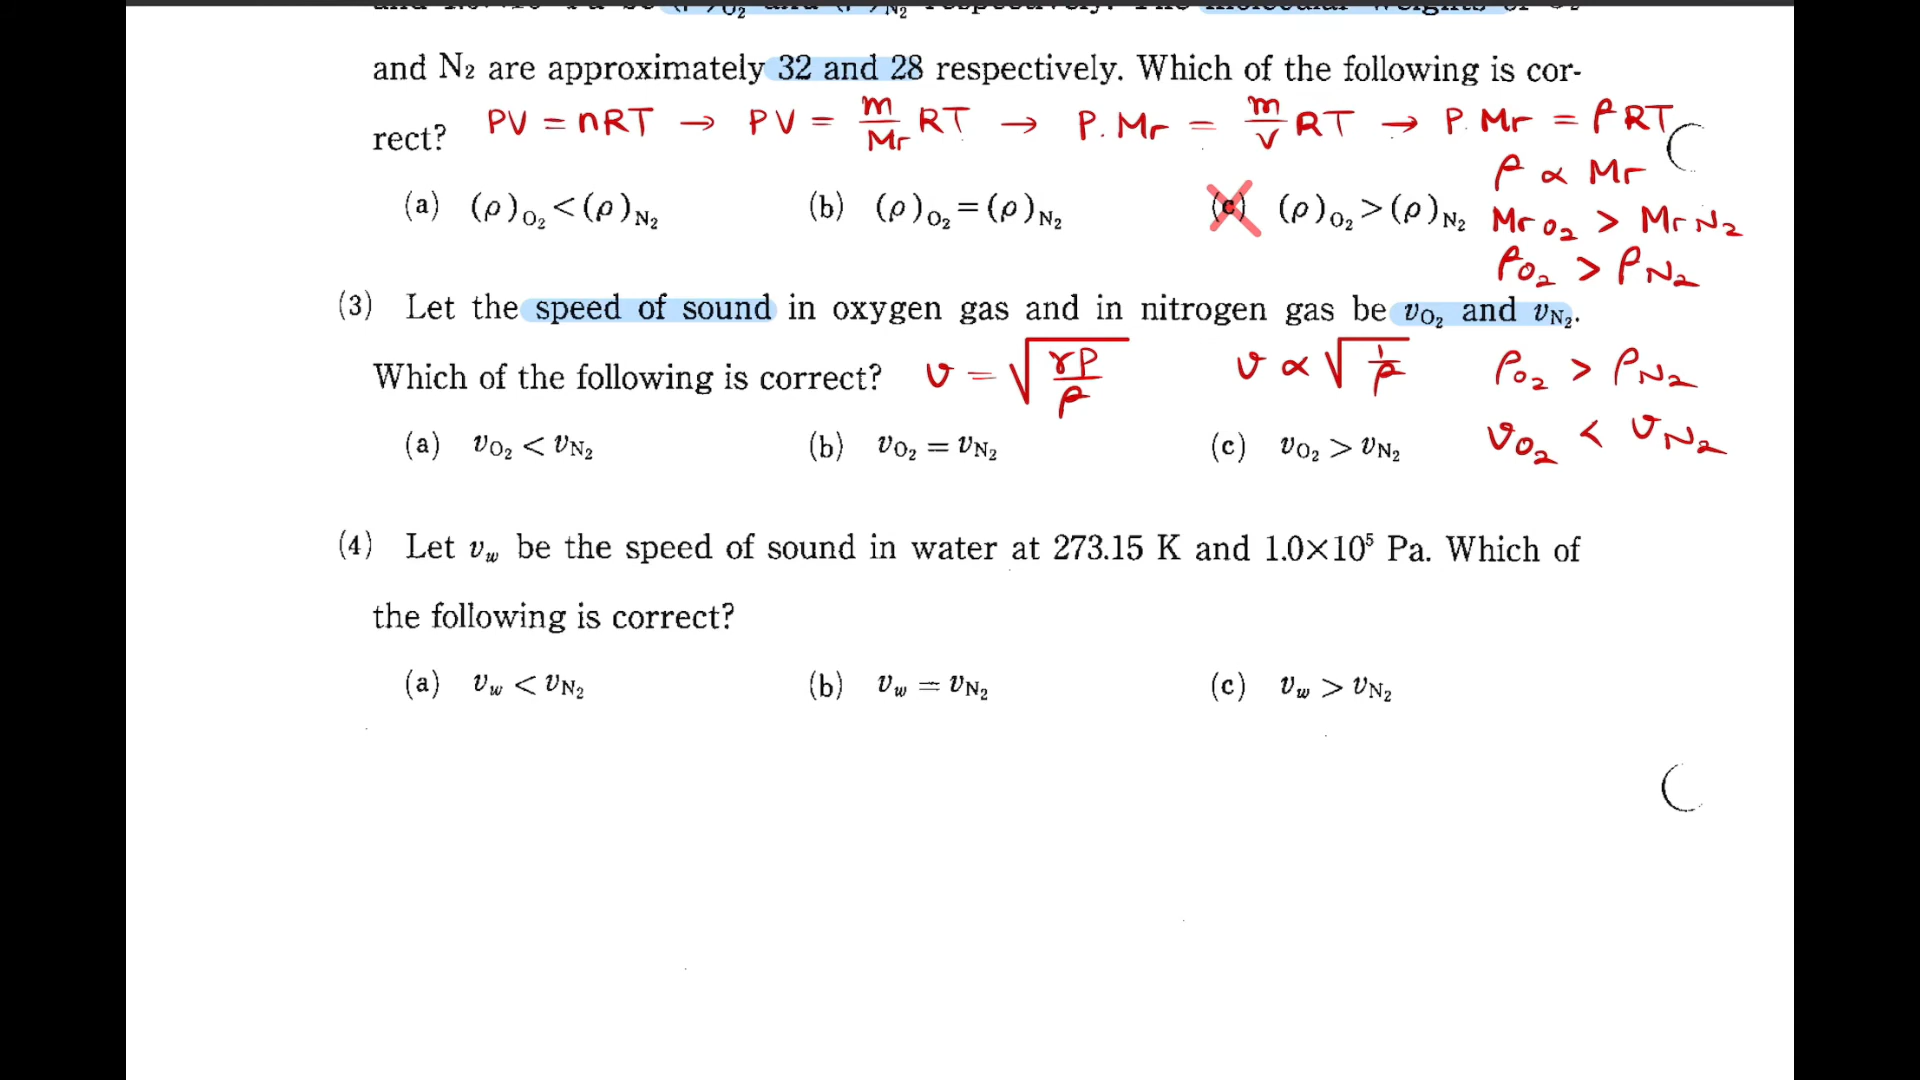 and N₂ are approximately 32 and 28 respectively. Which of the following is cor-
rect? PV = nRT → PV = m/Mr RT → P. Mr = m/V RT → P. Mr = ρRT
ρ ∝ Mr
(a) (ρ)O₂ < (ρ)N₂ (b) (ρ)O₂ = (ρ)N₂ (c) (ρ)O₂ > (ρ)N₂ Mr O₂ > Mr N₂
ρO₂ > ρN₂
(3) Let the speed of sound in oxygen gas and in nitrogen gas be vO₂ and vN₂.
Which of the following is correct? v = √(γP/ρ) v ∝ √(1/ρ) ρO₂ > ρN₂
(a) vO₂ < vN₂ (b) vO₂ = vN₂ (c) vO₂ > vN₂ vO₂ < vN₂
(4) Let vw be the speed of sound in water at 273.15 K and 1.0×10⁵ Pa. Which of
the following is correct?
(a) vw < vN₂ (b) vw = vN₂ (c) vw > vN₂